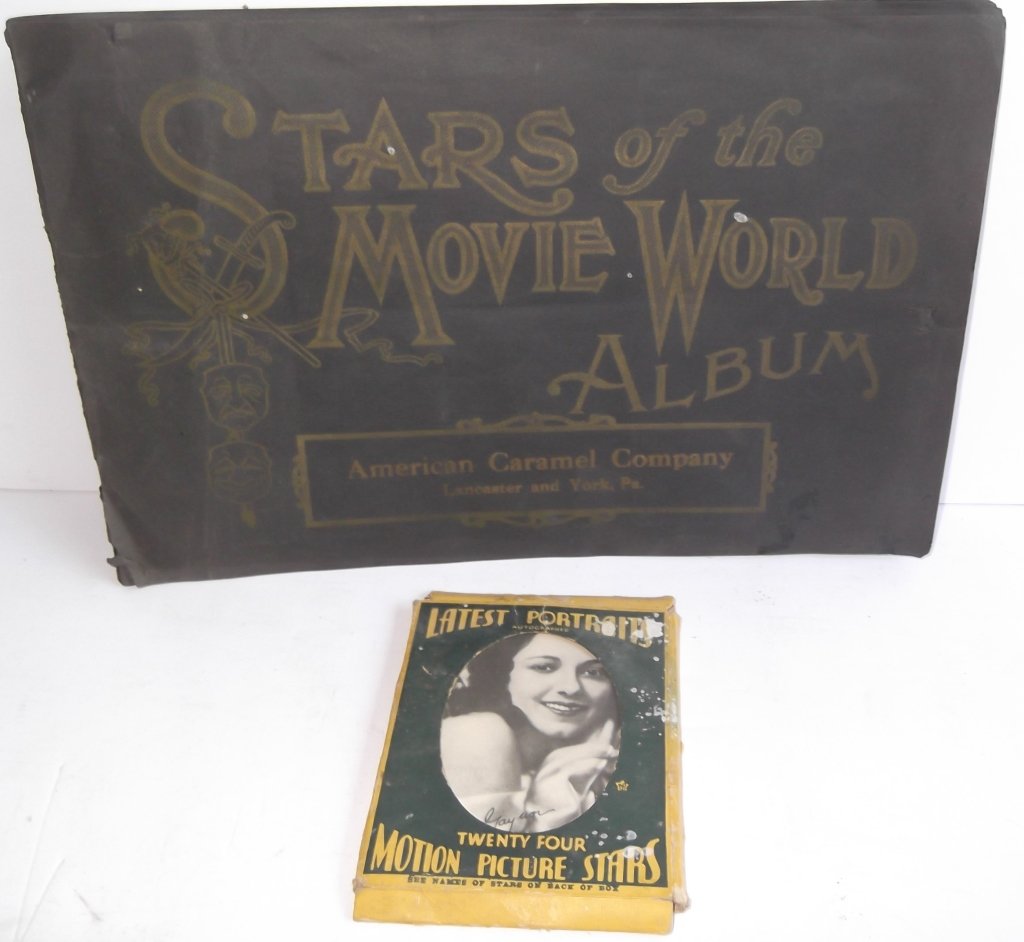 STARS of the
MOVIE WORLD
ALBUM
American Caramel Company
Lancaster and York, Pa.
LATEST PORTRAITS
AUTOGRAPHED
TWENTY FOUR
MOTION PICTURE STARS
SEE NAMES OF STARS ON BACK OF BOX